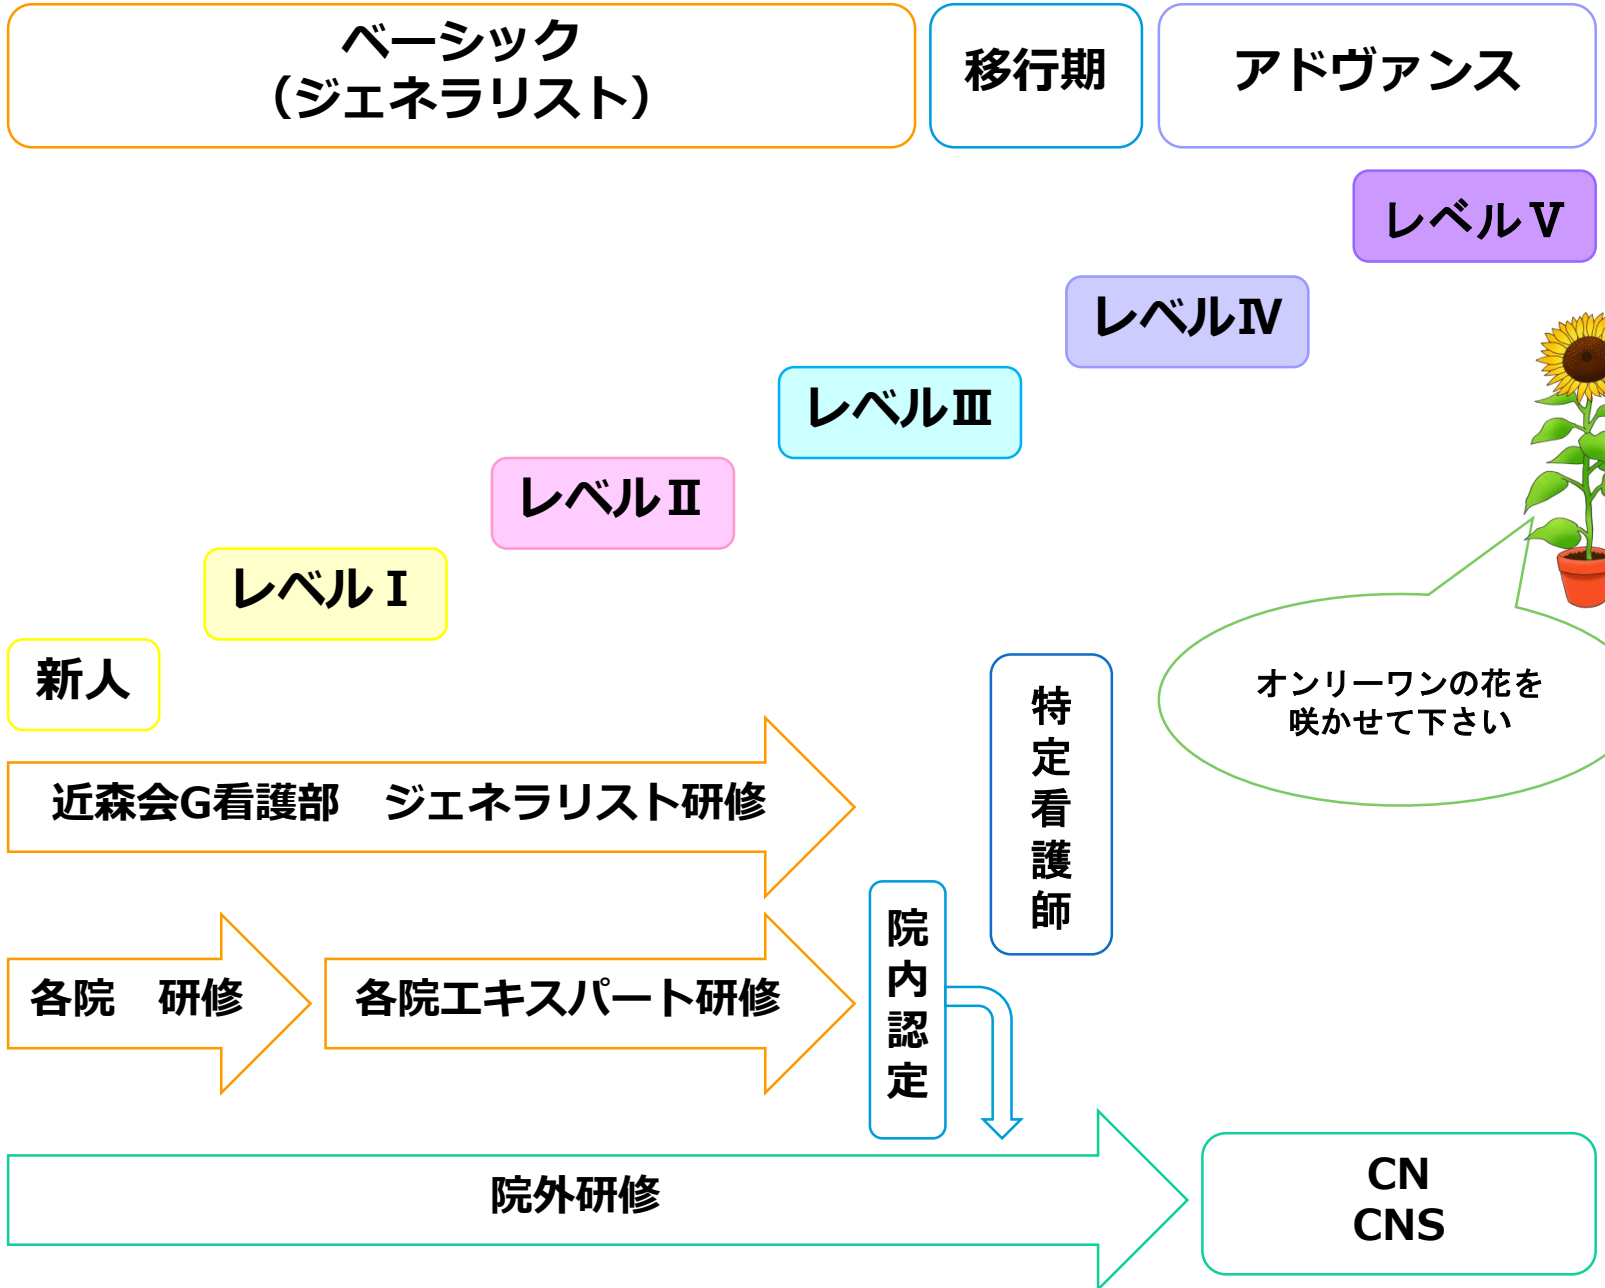 ベーシック
（ジェネラリスト）
移行期
アドヴァンス
レベルⅤ
レベルⅣ
レベルⅢ
レベルⅡ
レベルⅠ
新人
オンリーワンの花を
咲かせて下さい
特定看護師
近森会G看護部　ジェネラリスト研修
院内認定
各院　研修
各院エキスパート研修
院外研修
CN
CNS